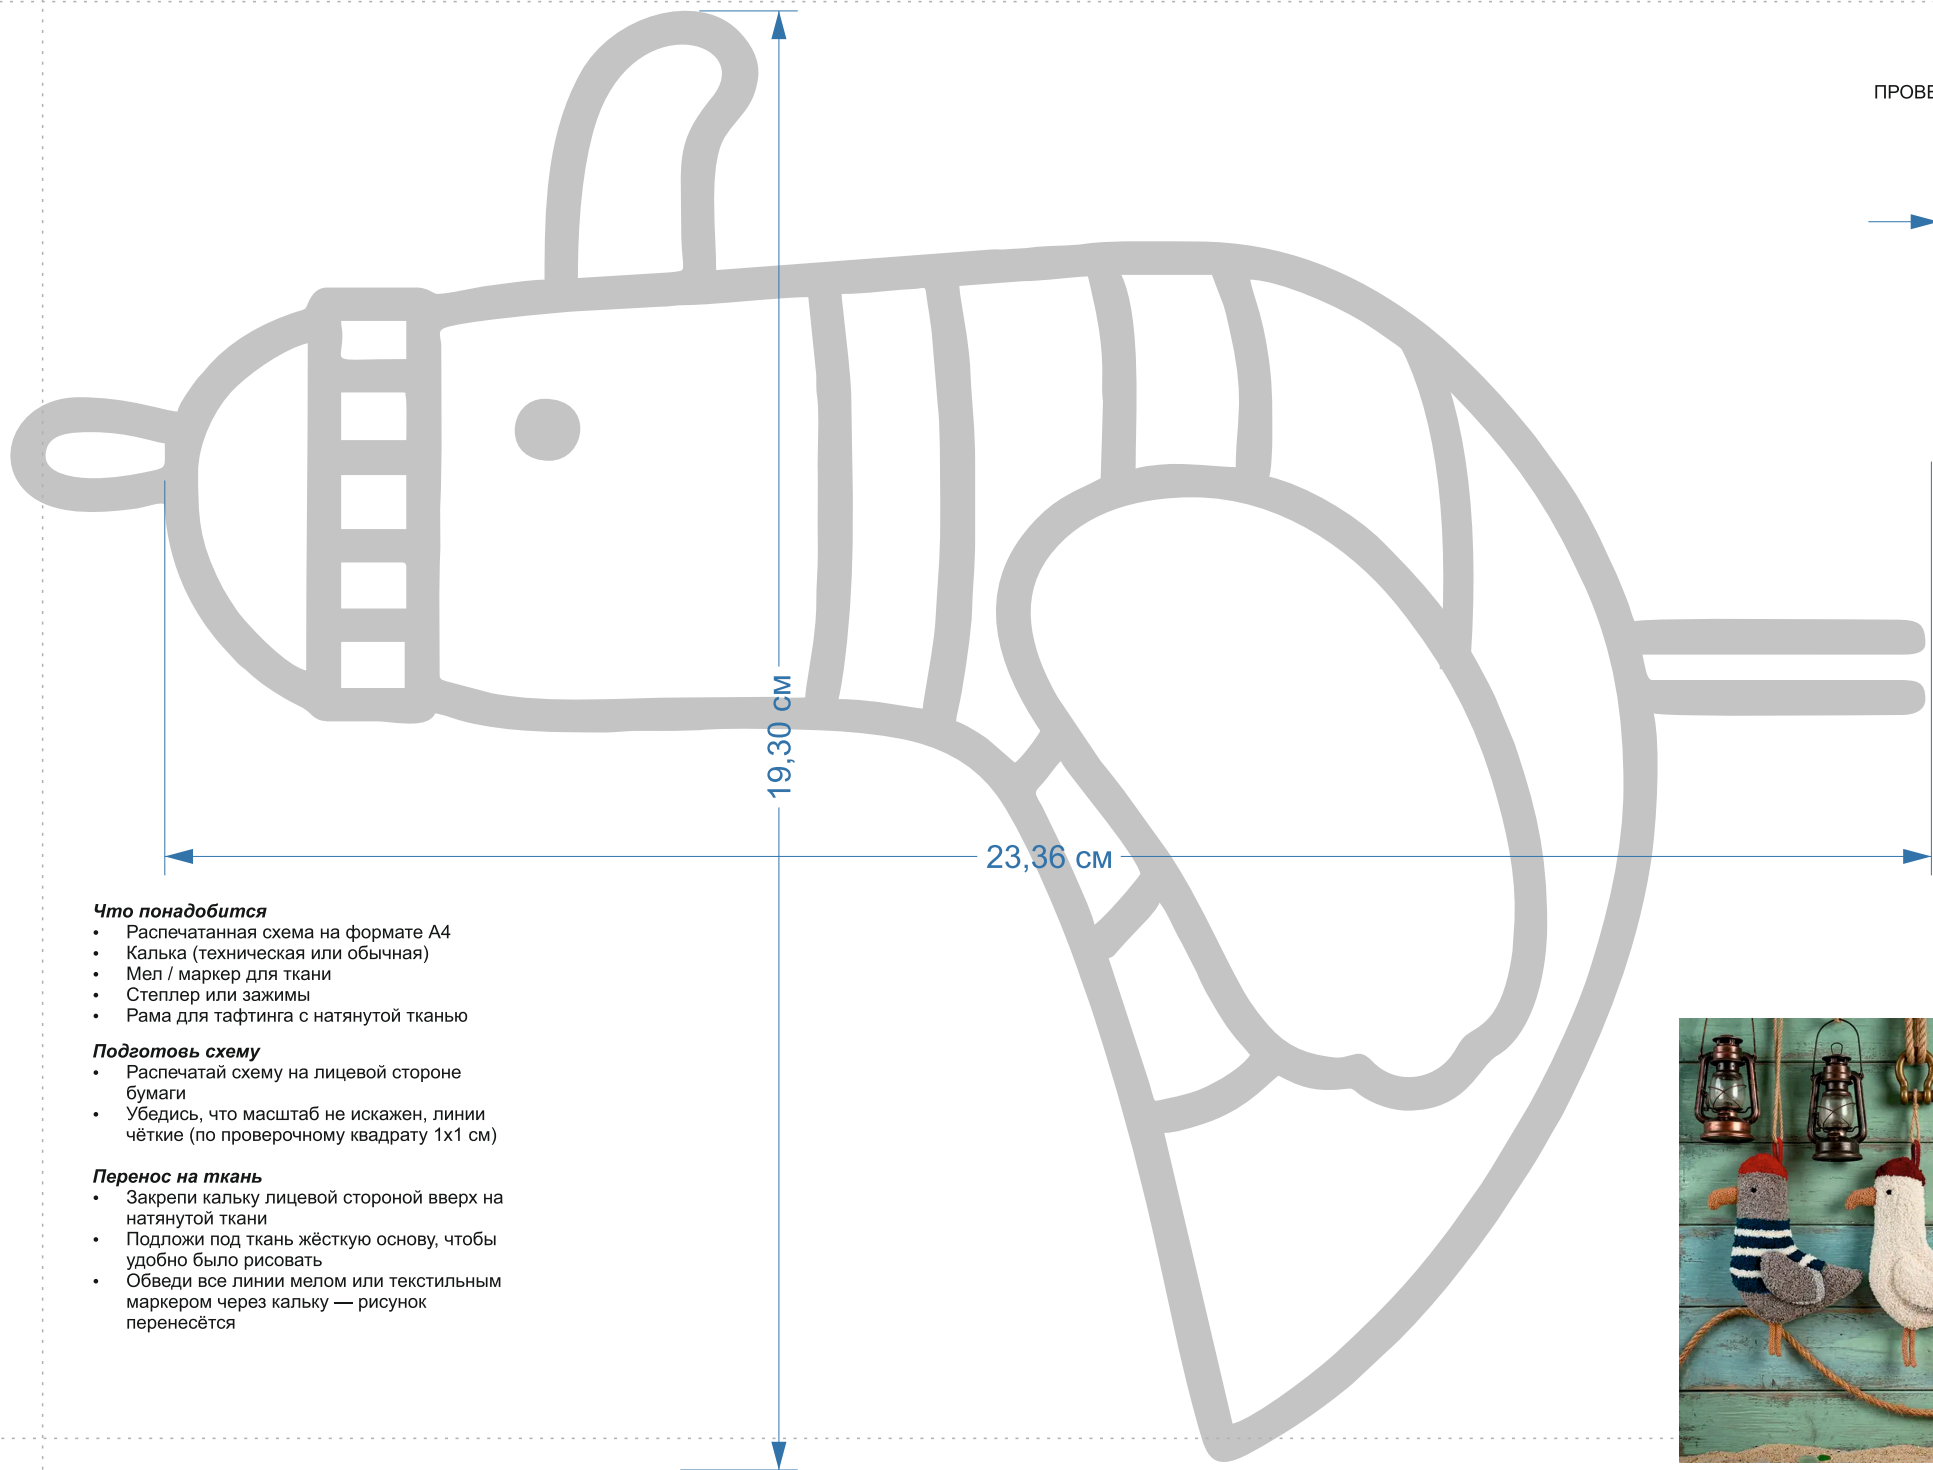 ПРОВЕ
19,30 см
23,36 см
Что понадобится
• Распечатанная схема на формате А4
• Калька (техническая или обычная)
• Мел / маркер для ткани
• Степлер или зажимы
• Рама для тафтинга с натянутой тканью
Подготовь схему
• Распечатай схему на лицевой стороне
бумаги
• Убедись, что масштаб не искажен, линии
чёткие (по проверочному квадрату 1х1 см)
Перенос на ткань
• Закрепи кальку лицевой стороной вверх на
натянутой ткани
• Подложи под ткань жёсткую основу, чтобы
удобно было рисовать
• Обведи все линии мелом или текстильным
маркером через кальку — рисунок
перенесётся